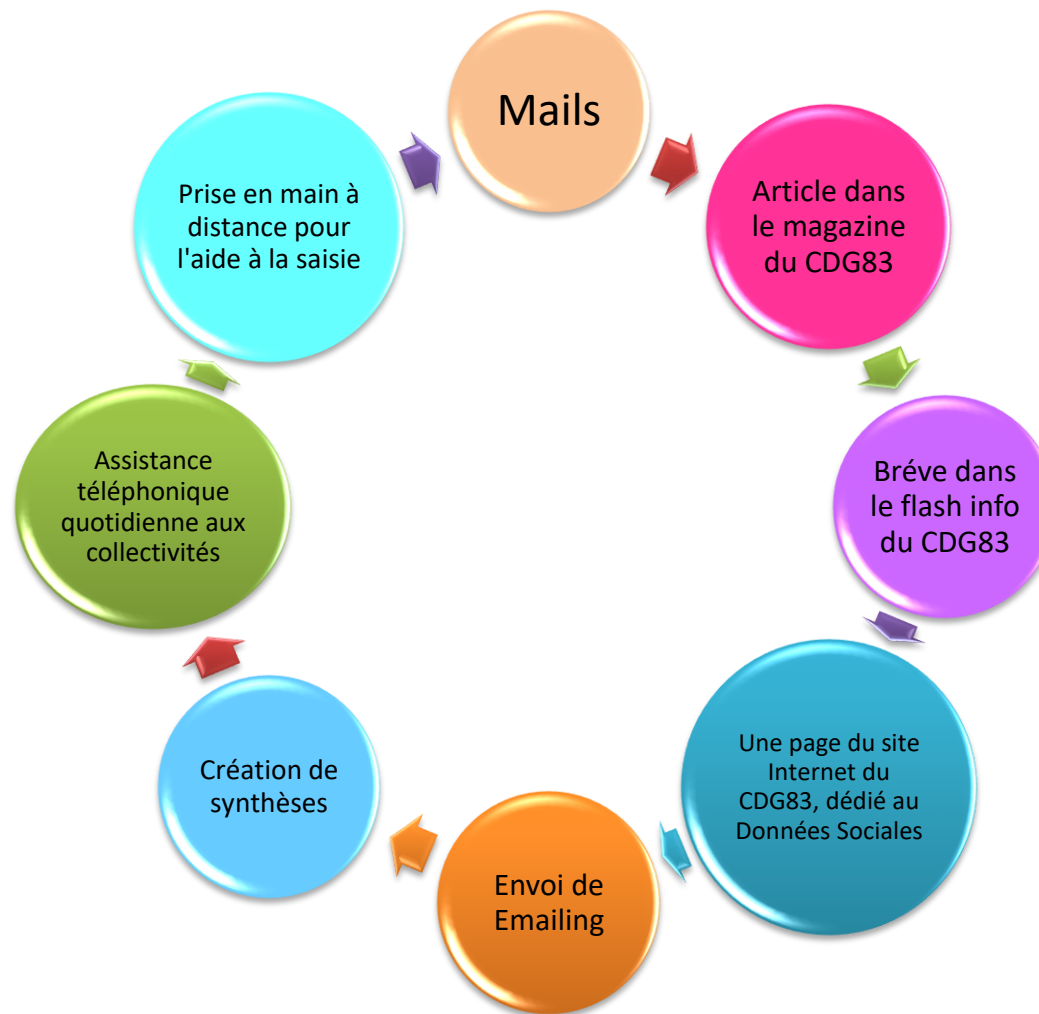 Mails
Article dans
le magazine
du CDG83
Bréve dans
le flash info
du CDG83
Une page du site
Internet du
CDG83, dédié au
Données Sociales
Envoi de
Emailing
Création de
synthèses
Assistance
téléphonique
quotidienne aux
collectivités
Prise en main à
distance pour
l'aide à la saisie